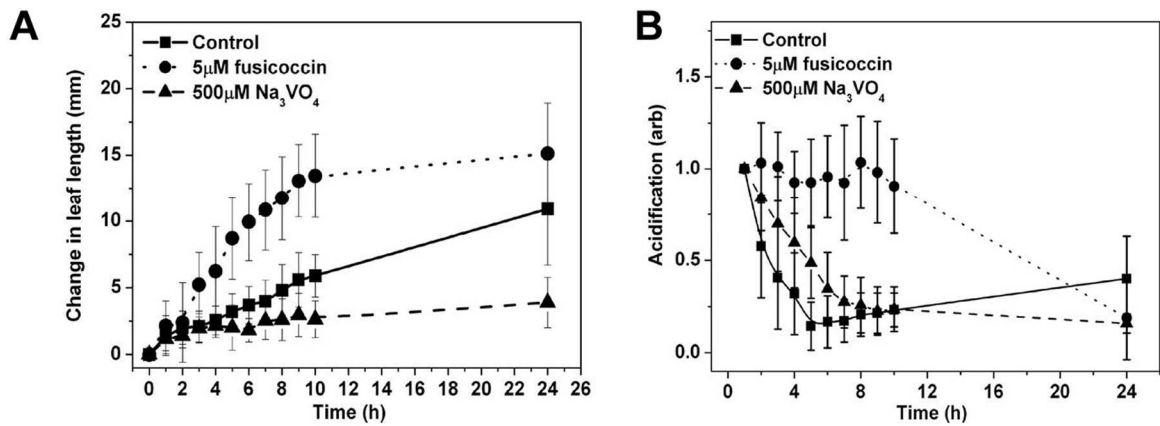 A
Change in leaf length (mm)
25
20
15
10
5
0
Control
5μM fusicoccin
500μM Na₃VO₄
0 2 4 6 8 10 12 14 16 18 20 22 24 26
Time (h)
B
Acidification (arb)
1.5
1.0
0.5
0.0
Control
5μM fusicoccin
500μM Na₃VO₄
0 4 8 12 16 20 24
Time (h)